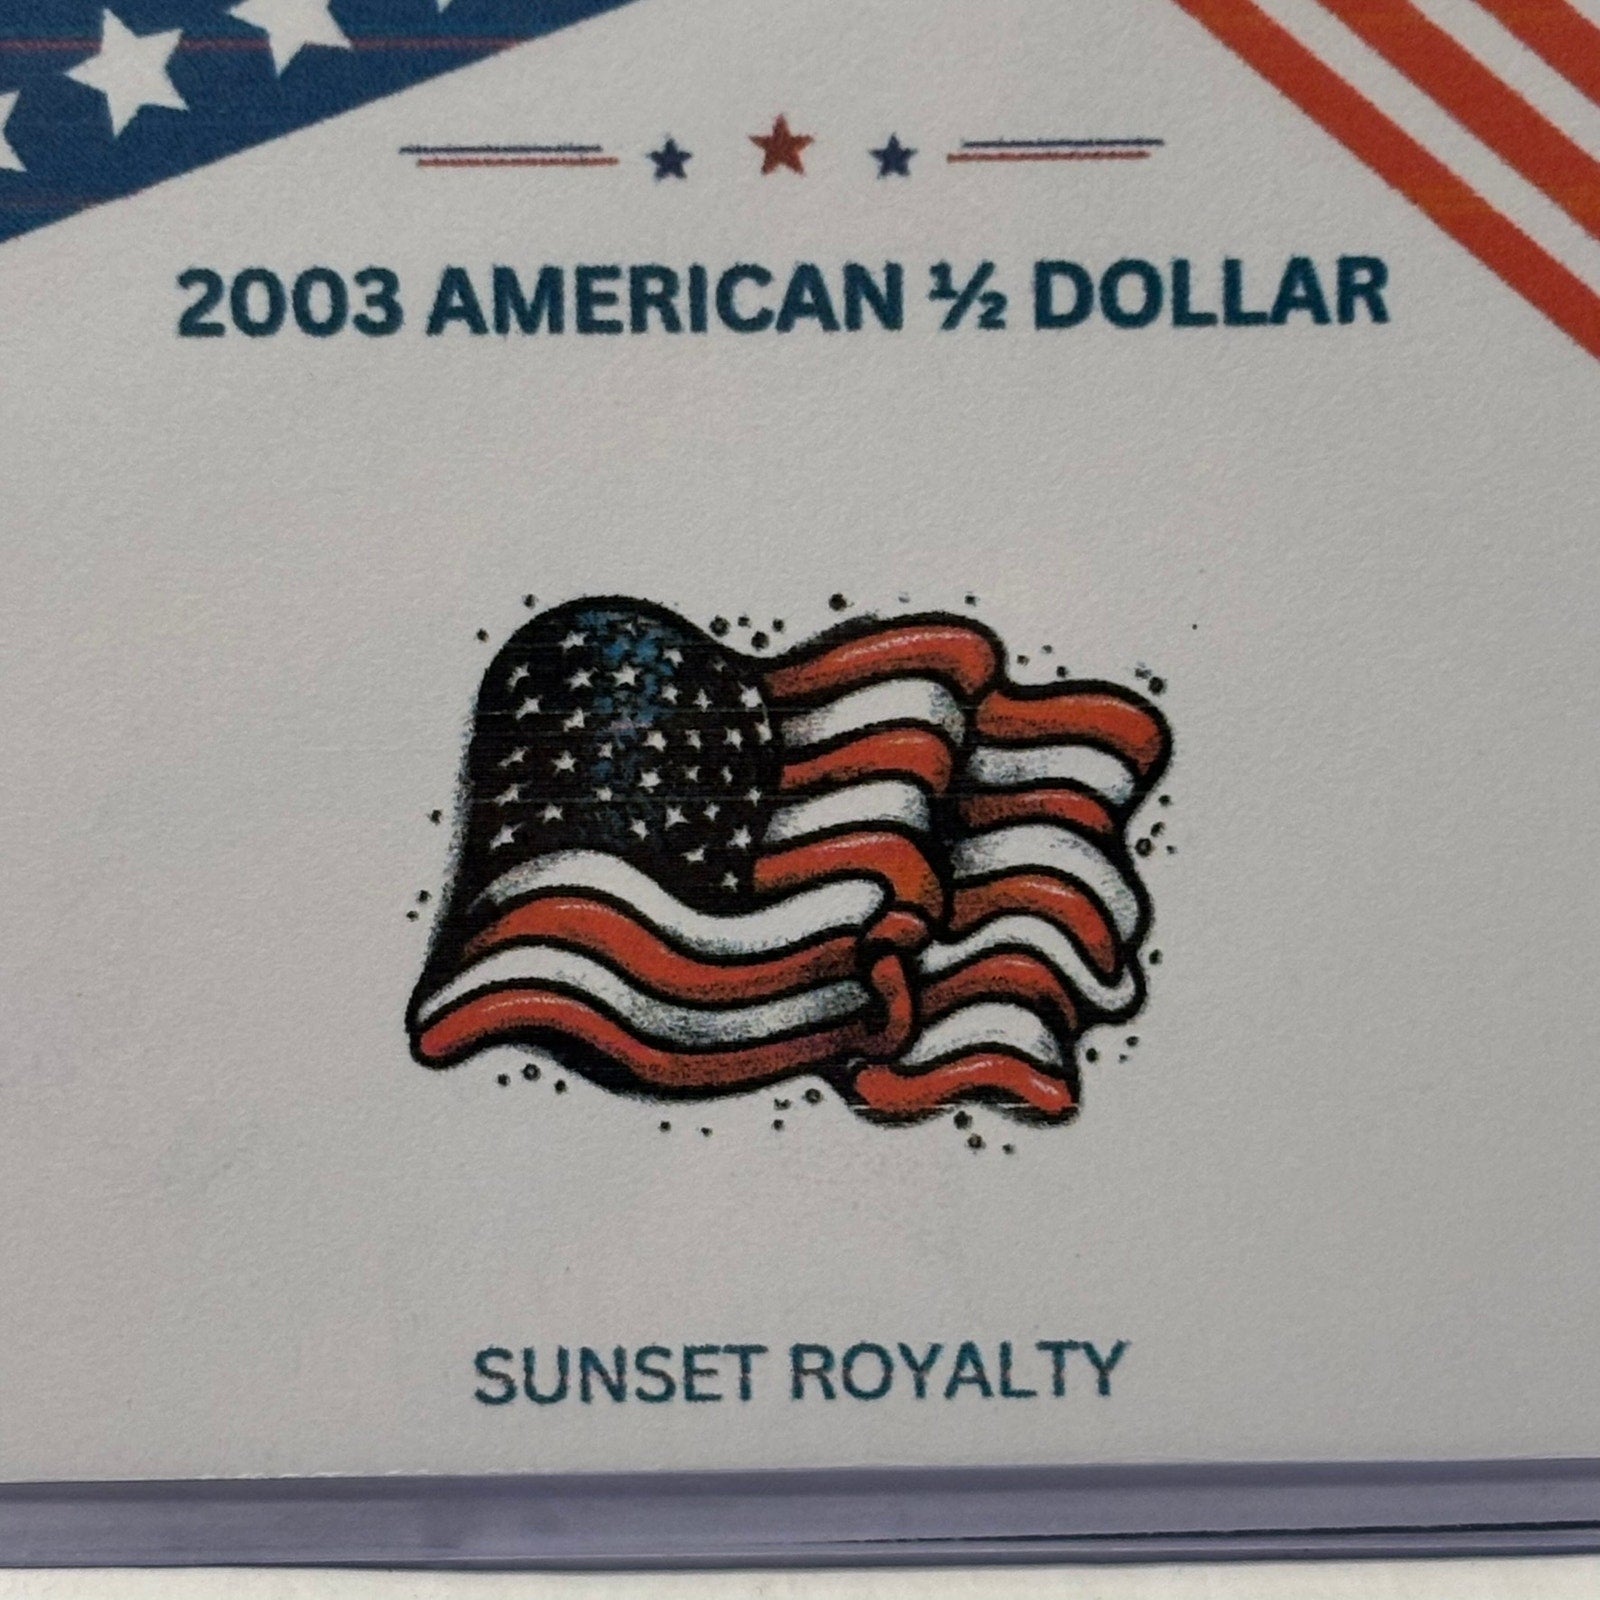 2003 AMERICAN ½ DOLLAR
SUNSET ROYALTY